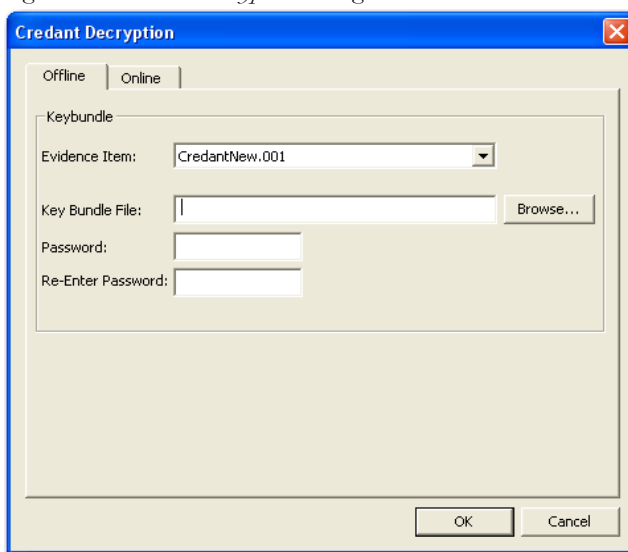 Credant Decryption
Offline Online
Keybundle
Evidence Item: CredantNew.001
Key Bundle File: Browse...
Password:
Re-Enter Password:
OK Cancel